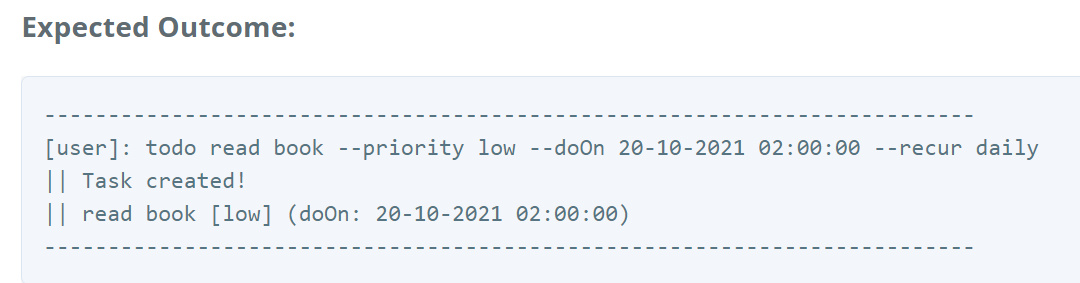 Expected Outcome:
-------------------------------------------------------------------------
[user]: todo read book --priority low --doOn 20-10-2021 02:00:00 --recur daily
|| Task created!
|| read book [low] (doOn: 20-10-2021 02:00:00)
-------------------------------------------------------------------------